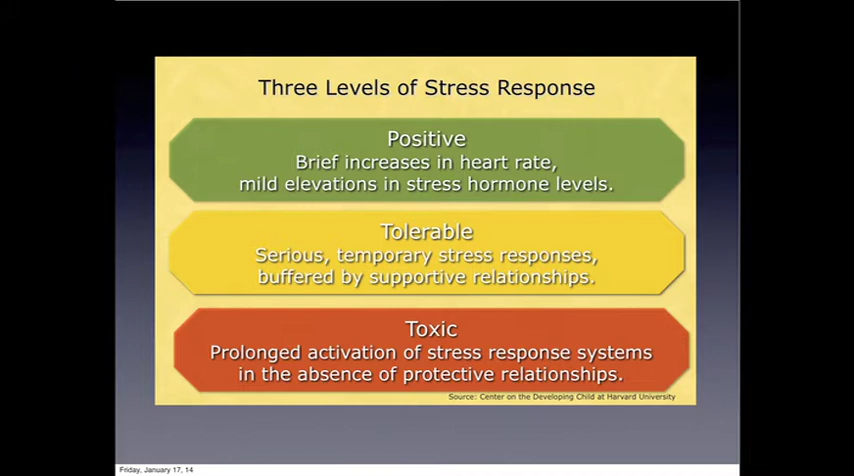 Three Levels of Stress Response
Positive
Brief increases in heart rate,
mild elevations in stress hormone levels.
Tolerable
Serious, temporary stress responses,
buffered by supportive relationships.
Toxic
Prolonged activation of stress response systems
in the absence of protective relationships.
Source: Center on the Developing Child at Harvard University
Friday, January 17, 14